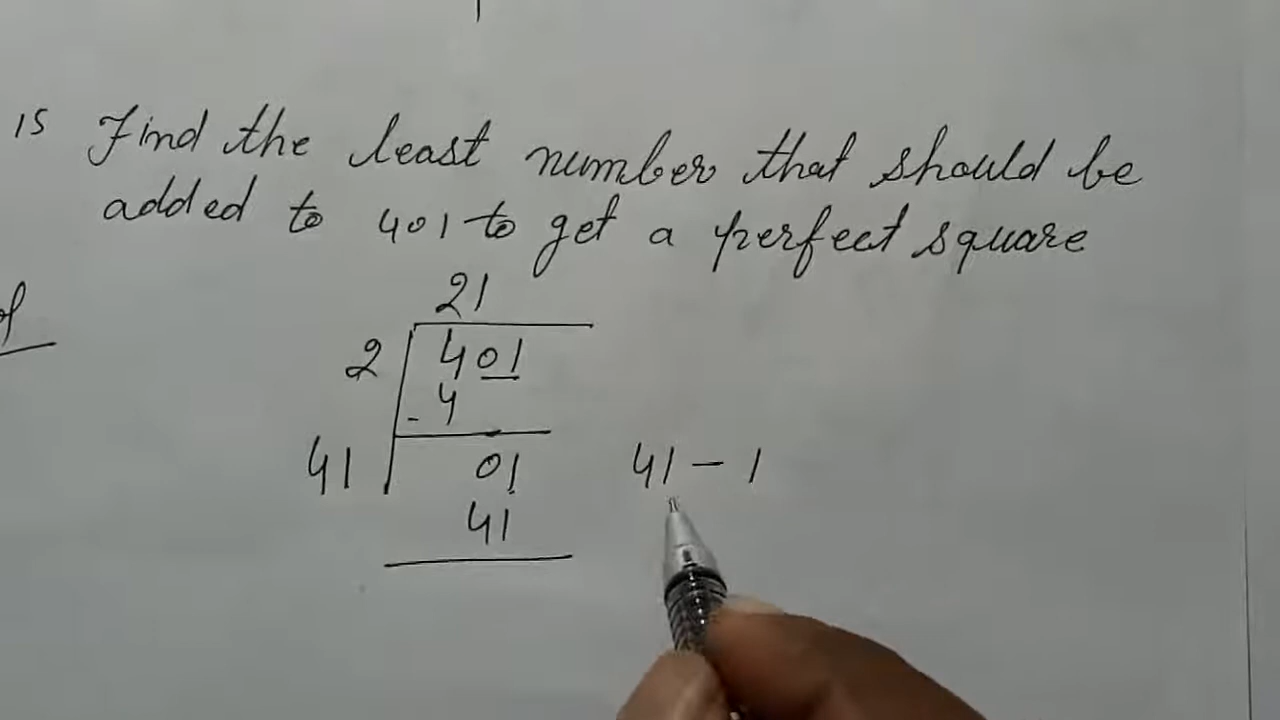 15 Find the least number that should be
added to 401 to get a perfect square
21
2 401
- 4
41 01 41 - 1
41